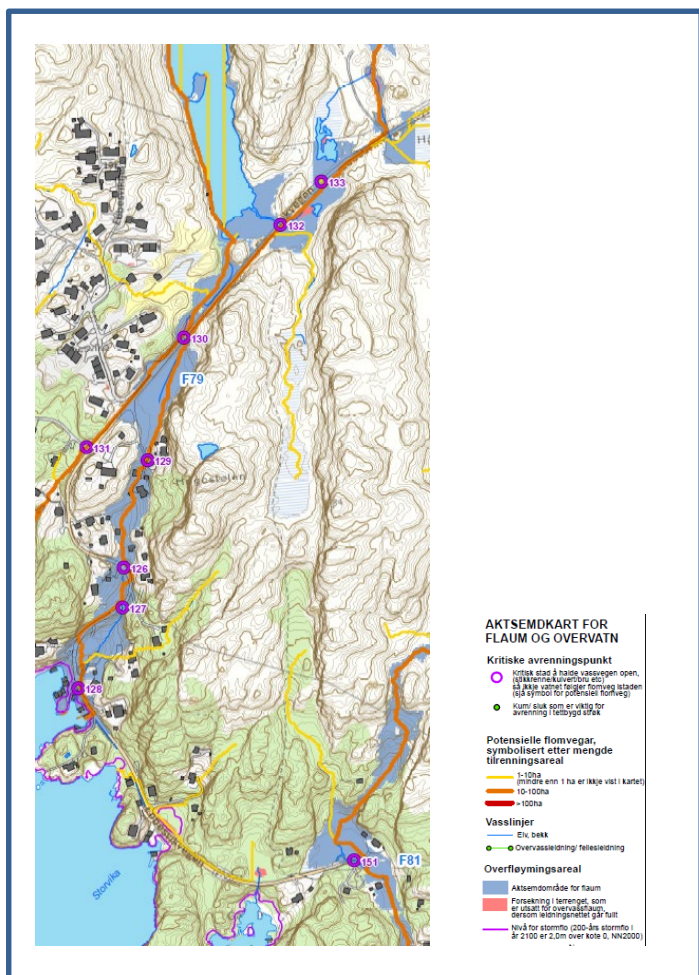 133
132
130
F79
131
129
126
127
128
151
F81
Storvika
AKTSEMDKART FOR
FLAUM OG OVERVATN
Kritiske avrenningspunkt
Kritisk stad å halde vassvegen open,
(stikkrenne/kulvert/bru etc)
så ikkje vatnet følgjer flomveg istaden
(sjå symbol for potensiell flomveg)
Kum/ sluk som er viktig for
avrenning i tettbygd strøk
Potensielle flomvegar,
symbolisert etter mengde
tilrenningsareal
1-10ha
(mindre enn 1 ha er ikkje vist i kartet)
10-100ha
>100ha
Vasslinjer
Elv, bekk
Overvassleidning/ fellesleidning
Overfløymingsareal
Aktsemdområde for flaum
Forsekning i terrenget, som
er utsatt for overvassflaum,
dersom leidningsnettet går fullt
Nivå for stormflo (200-års stormflo i
år 2100 er 2,0m over kote 0, NN2000)